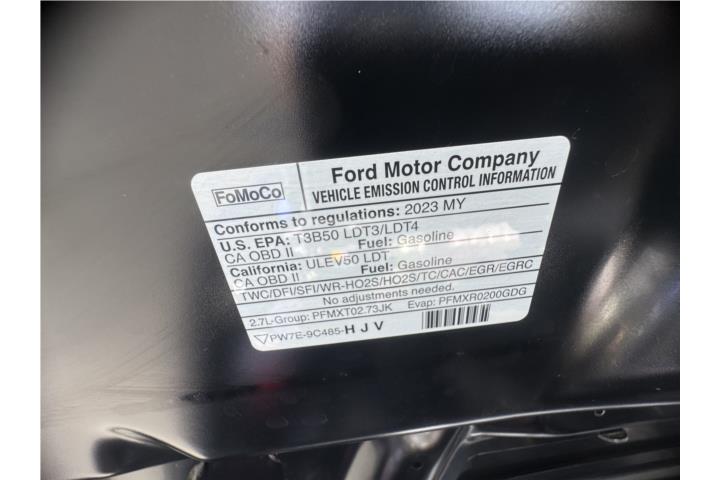 FoMoCo
Ford Motor Company
VEHICLE EMISSION CONTROL INFORMATION
Conforms to regulations: 2023 MY
U.S. EPA: T3B50 LDT3/LDT4
CA OBD II Fuel: Gasoline
California: ULEV50 LDT
CA OBD II Fuel: Gasoline
TWC/DFI/SFI/WR-HO2S/HO2S/TC/CAC/EGR/EGRC
No adjustments needed.
2.7L-Group: PFMXT02.73JK Evap: PFMXR0200GDG
PW7E-9C485-H J V